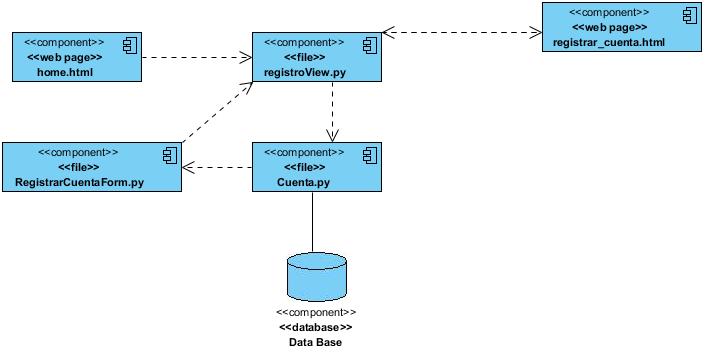 <<component>>
<<web page>>
home.html
<<component>>
<<file>>
registroView.py
<<component>>
<<web page>>
registrar_cuenta.html
<<component>>
<<file>>
RegistrarCuentaForm.py
<<component>>
<<file>>
Cuenta.py
<<component>>
<<database>>
Data Base